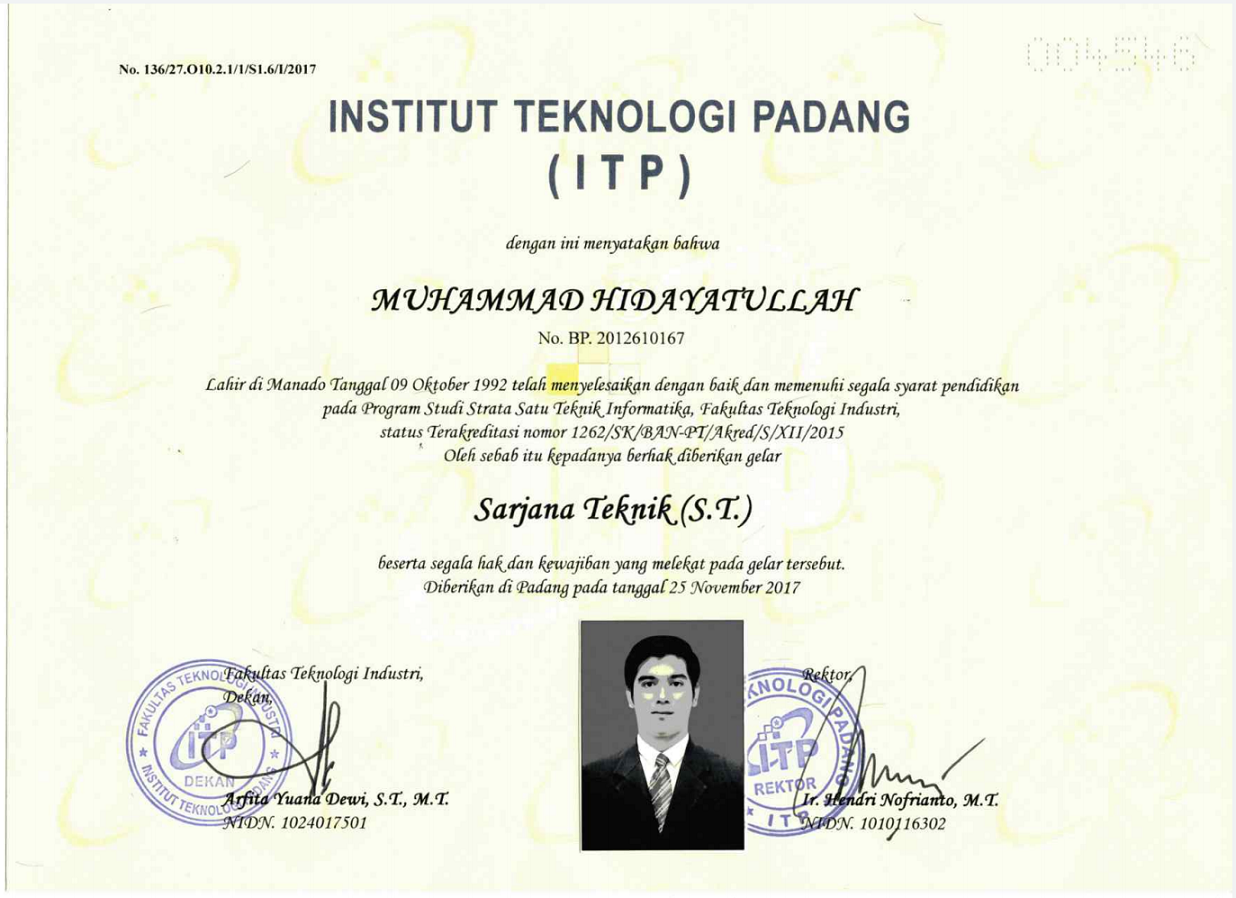 No. 136/27.O10.2.1/1/S1.6/I/2017
004546
INSTITUT TEKNOLOGI PADANG
( I T P )
dengan ini menyatakan bahwa
MUHAMMAD HIDAYATULLAH
No. BP. 2012610167
Lahir di Manado Tanggal 09 Oktober 1992 telah menyelesaikan dengan baik dan memenuhi segala syarat pendidikan
pada Program Studi Strata Satu Teknik Informatika, Fakultas Teknologi Industri,
status Terakreditasi nomor 1262/SK/BAN-PT/Akred/S/XII/2015
Oleh sebab itu kepadanya berhak diberikan gelar
Sarjana Teknik (S.T.)
beserta segala hak dan kewajiban yang melekat pada gelar tersebut.
Diberikan di Padang pada tanggal 25 November 2017
Fakultas Teknologi Industri,
Dekan,
FAKULTAS TEKNOLOGI INDUSTRI
ITP
DEKAN
INSTITUT TEKNOLOGI PADANG
Arfita Yuana Dewi, S.T., M.T.
NIDN. 1024017501
Rektor,
KNOLOGI PADANG
ITP
REKTOR
I T P
Ir. Hendri Nofrianto, M.T.
NIDN. 1010116302